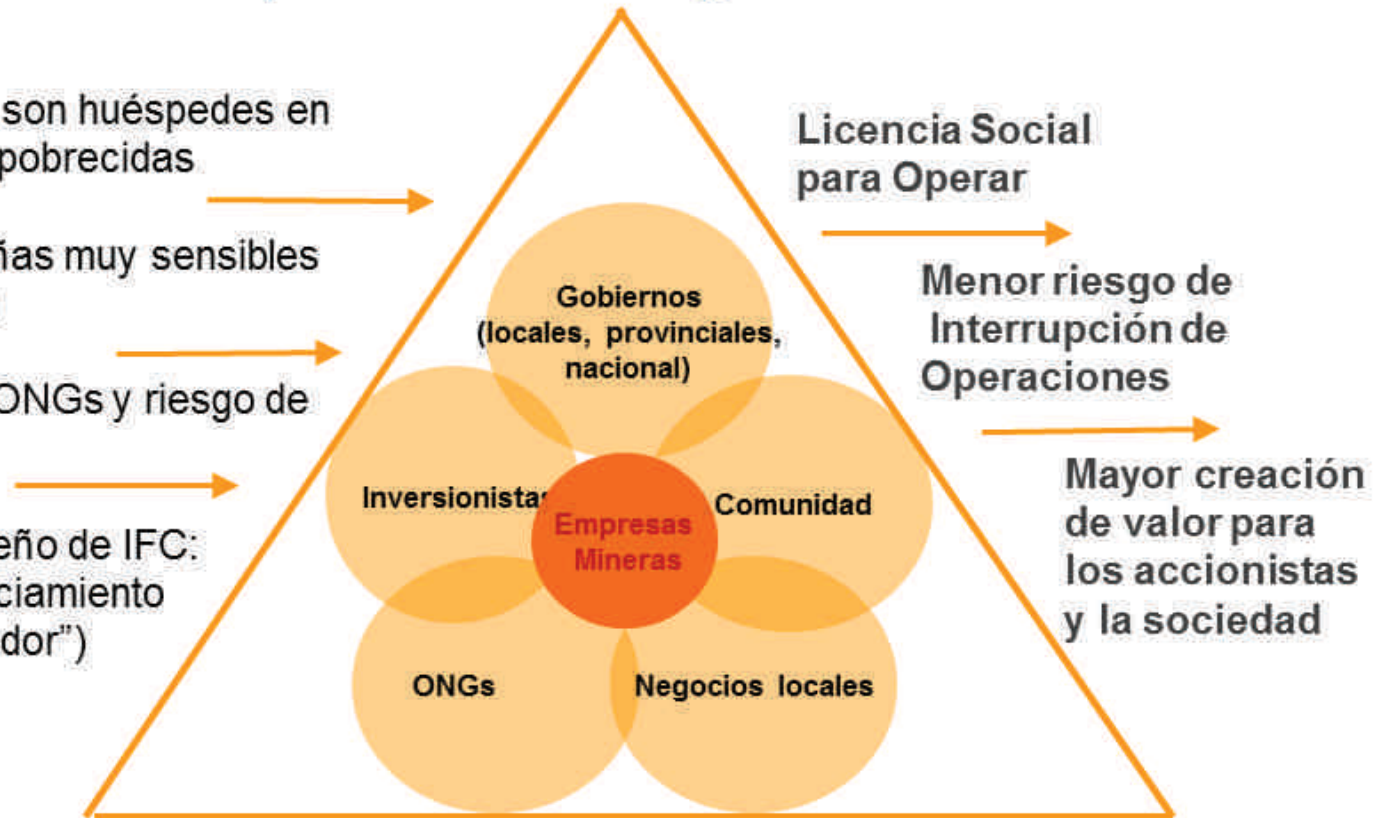 son huéspedes en
pobrecidas
ñas muy sensibles
ONGs y riesgo de
eño de IFC:
ciamiento
dor”)
Gobiernos
(locales, provinciales,
nacional)
Inversionistas
Empresas
Mineras
Comunidad
ONGs
Negocios locales
Licencia Social
para Operar
Menor riesgo de
Interrupción de
Operaciones
Mayor creación
de valor para
los accionistas
y la sociedad